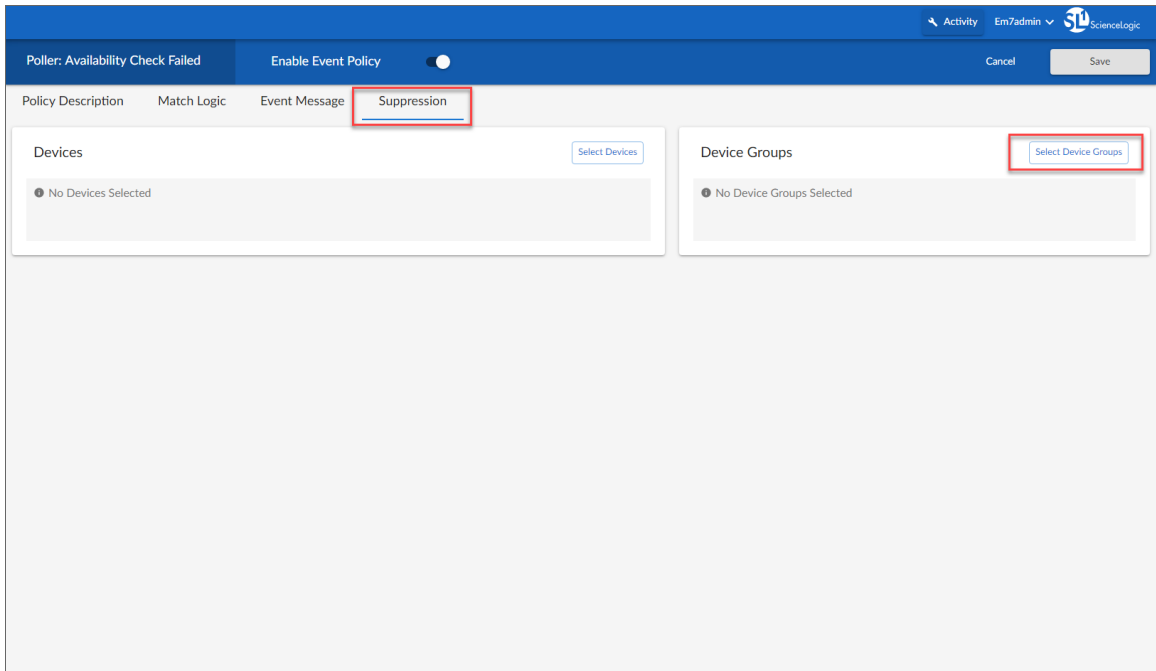 Activity Em7admin SL1 ScienceLogic
Poller: Availability Check Failed Enable Event Policy Cancel Save
Policy Description Match Logic Event Message Suppression
Devices Select Devices
No Devices Selected
Device Groups Select Device Groups
No Device Groups Selected